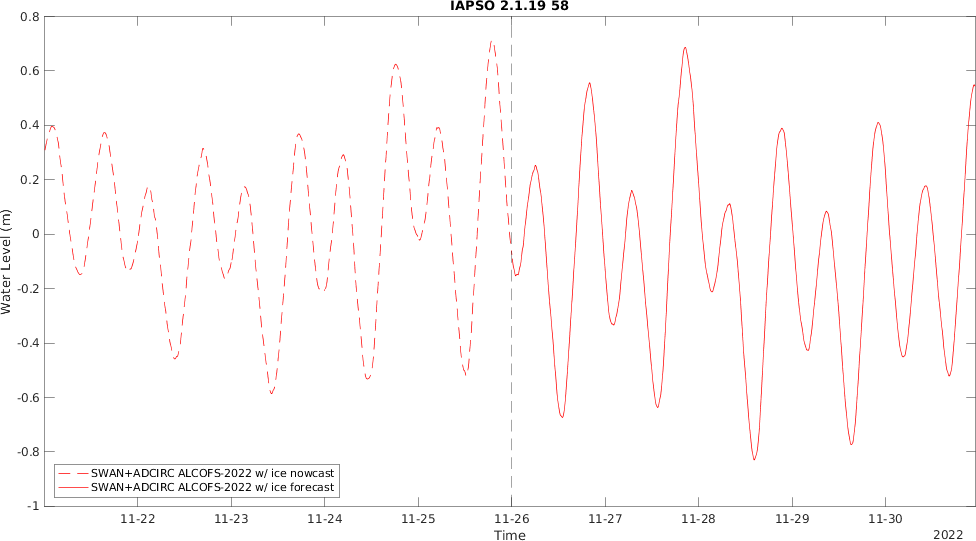 IAPSO 2.1.19 58
0.8
0.6
0.4
0.2
0
-0.2
-0.4
-0.6
-0.8
-1
Water Level (m)
SWAN+ADCIRC ALCOFS-2022 w/ ice nowcast
SWAN+ADCIRC ALCOFS-2022 w/ ice forecast
11-22 11-23 11-24 11-25 11-26 11-27 11-28 11-29 11-30
Time
2022